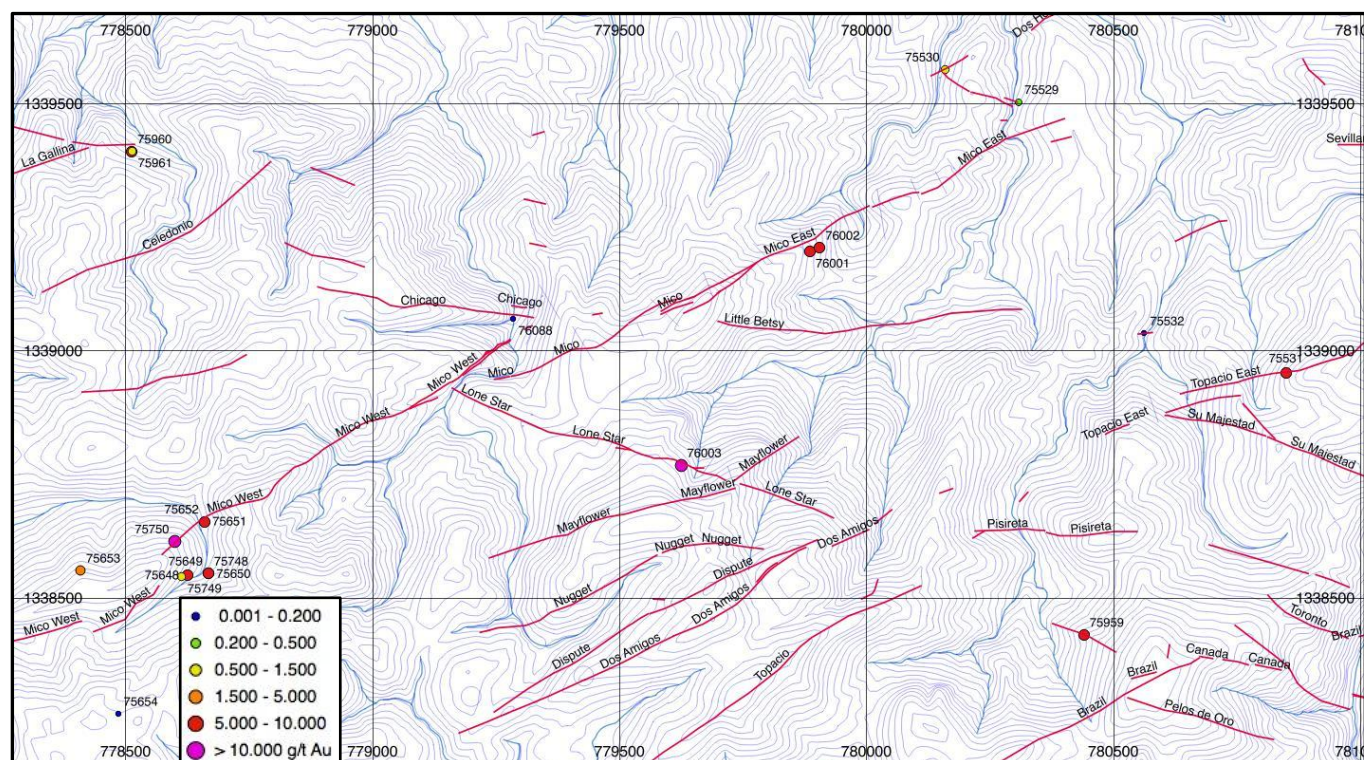 778500
779000
779500
780000
780500
Dos
75530
75529
1339500
1339500
Mico East
Sevilla
75960
La Gallina
75961
Celedonio
Mico East
76002
76001
Chicago
Chicago
Mico
76088
Little Betsy
75532
1339000
Mico
1339000
75531
Mico West
Topacio East
Lone Star
Mico West
Topacio East
Su Majestad
Lone Star
Su Majestad
76003
Mayflower
Mayflower
Lone Star
Mico West
75652
75651
Mayflower
75750
Pisireta
Pisireta
Dos Amigos
Nugget
Nugget
75653
75649
75748
75648
75650
Dispute
75749
Mico West
Nugget
Dos Amigos
1338500
1338500
Mico West
0.001 - 0.200
0.200 - 0.500
0.500 - 1.500
1.500 - 5.000
5.000 - 10.000
> 10.000 g/t Au
Toronto
75959
Brazil
Dispute
Dos Amigos
Topacio
Canada
Canada
Brazil
75654
Brazil
Pelos de Oro
778500
779000
779500
780000
780500